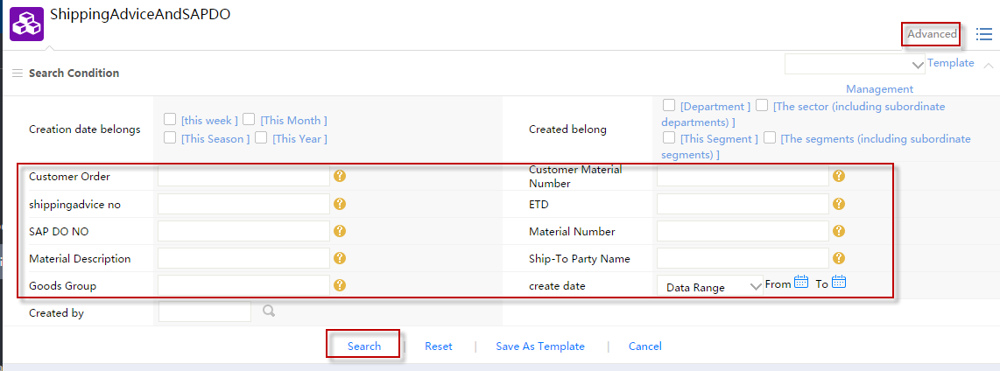 ShippingAdviceAndSAPDO
Advanced
Search Condition
Template
Management
Creation date belongs
[this week ] [This Month ]
[This Season ] [This Year ]
Created belong
[Department ] [The sector (including subordinate
departments) ]
[This Segment ] [The segments (including subordinate
segments) ]
Customer Order
Customer Material
Number
shippingadvice no
ETD
SAP DO NO
Material Number
Material Description
Ship-To Party Name
Goods Group
create date
Data Range
From
To
Created by
Search | Reset | Save As Template | Cancel